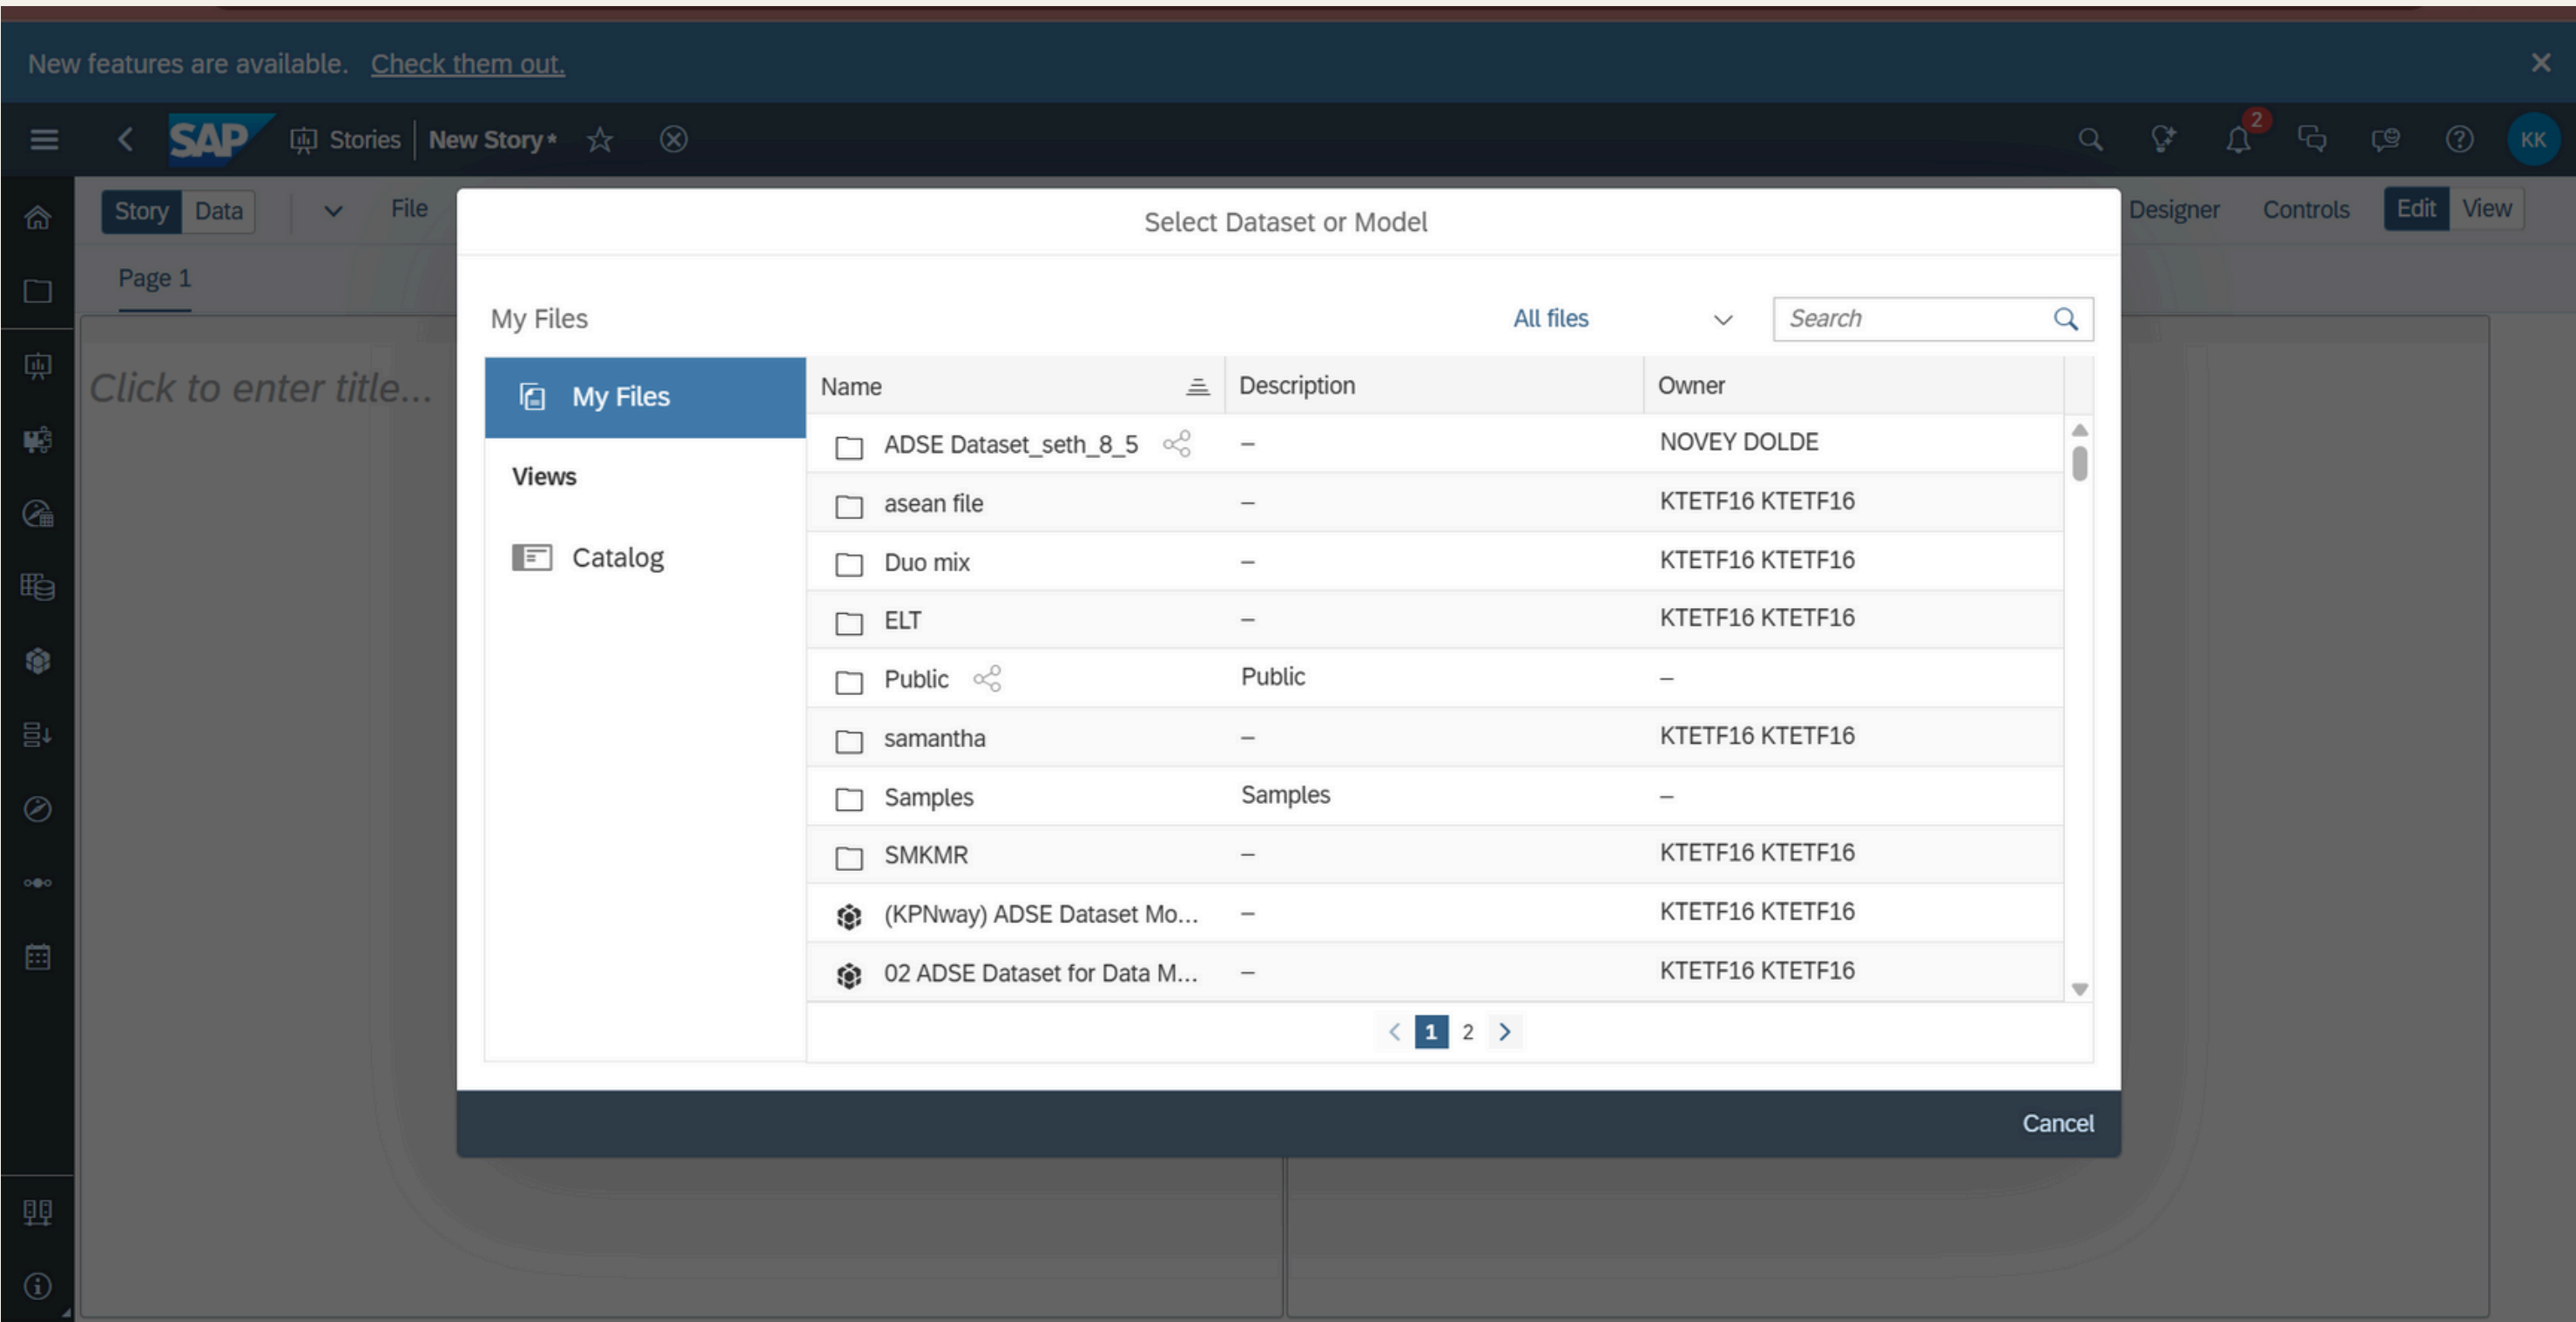 New features are available. Check them out.
SAP Stories New Story* 2 KK
Story Data File Designer Controls Edit View
Page 1
Click to enter title...
Select Dataset or Model
My Files All files Search
My Files
Views
Catalog
Name Description Owner
ADSE Dataset_seth_8_5 – NOVEY DOLDE
asean file – KTETF16 KTETF16
Duo mix – KTETF16 KTETF16
ELT – KTETF16 KTETF16
Public Public –
samantha – KTETF16 KTETF16
Samples Samples –
SMKMR – KTETF16 KTETF16
(KPNway) ADSE Dataset Mo... – KTETF16 KTETF16
02 ADSE Dataset for Data M... – KTETF16 KTETF16
1 2
Cancel